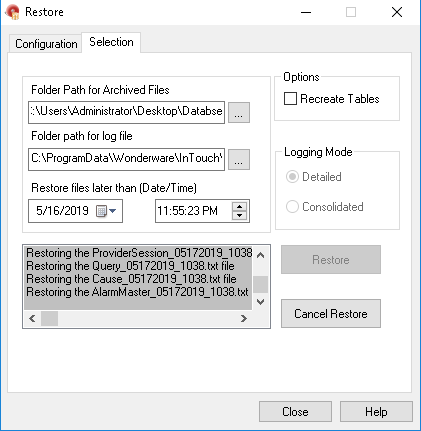 Restore
Configuration
Selection
Folder Path for Archived Files
:\Users\Administrator\Desktop\Databse
...
Folder path for log file
C:\ProgramData\Wonderware\InTouch\
...
Restore files later than (Date/Time)
5/16/2019
11:55:23 PM
Options
Recreate Tables
Logging Mode
Detailed
Consolidated
Restoring the ProviderSession_05172019_1038
Restoring the Query_05172019_1038.txt file
Restoring the Cause_05172019_1038.txt file
Restoring the AlarmMaster_05172019_1038.txt
Restore
Cancel Restore
Close
Help